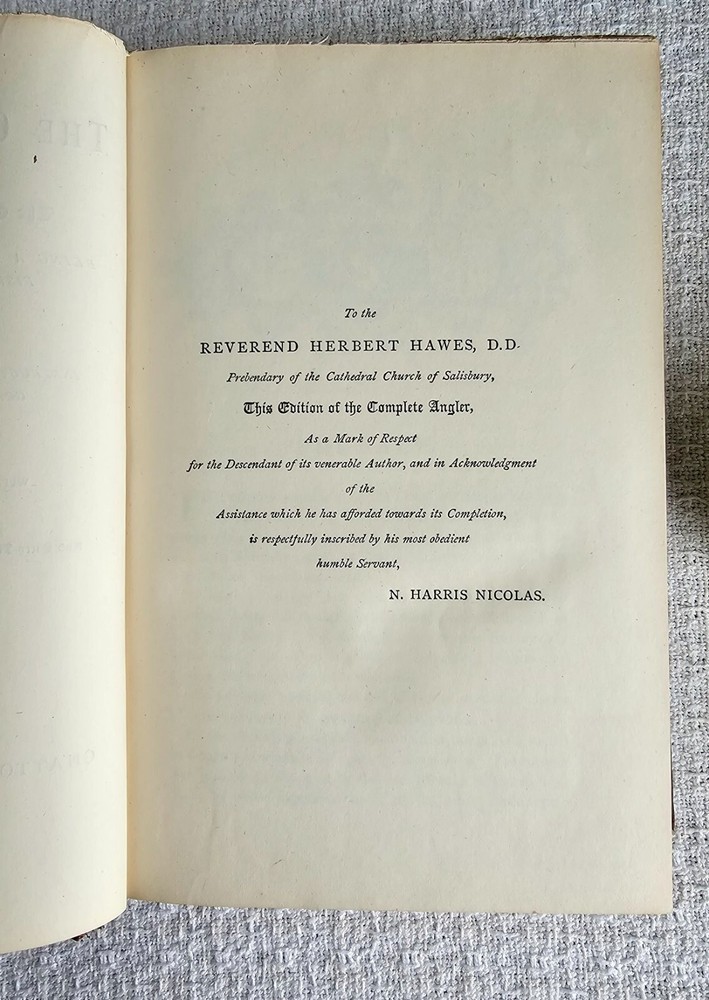 To the
REVEREND HERBERT HAWES, D.D.
Prebendary of the Cathedral Church of Salisbury,
This Edition of the Complete Angler,
As a Mark of Respect
for the Descendant of its venerable Author, and in Acknowledgment
of the
Assistance which he has afforded towards its Completion,
is respectfully inscribed by his most obedient
humble Servant,
N. HARRIS NICOLAS.